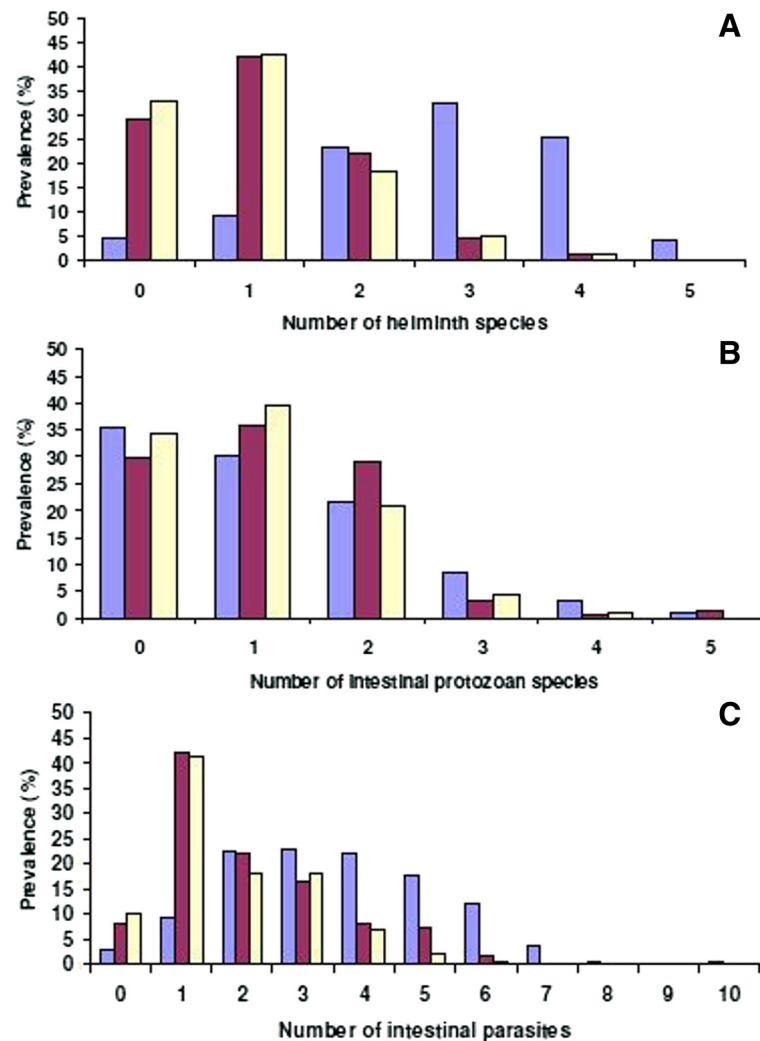 A
50
45
40
35
30
25
20
15
10
5
0
Prevalence (%)
0 1 2 3 4 5
Number of helminth species
B
50
45
40
35
30
25
20
15
10
5
0
Prevalence (%)
0 1 2 3 4 5
Number of intestinal protozoan species
C
50
45
40
35
30
25
20
15
10
5
0
Prevalence (%)
0 1 2 3 4 5 6 7 8 9 10
Number of intestinal parasites